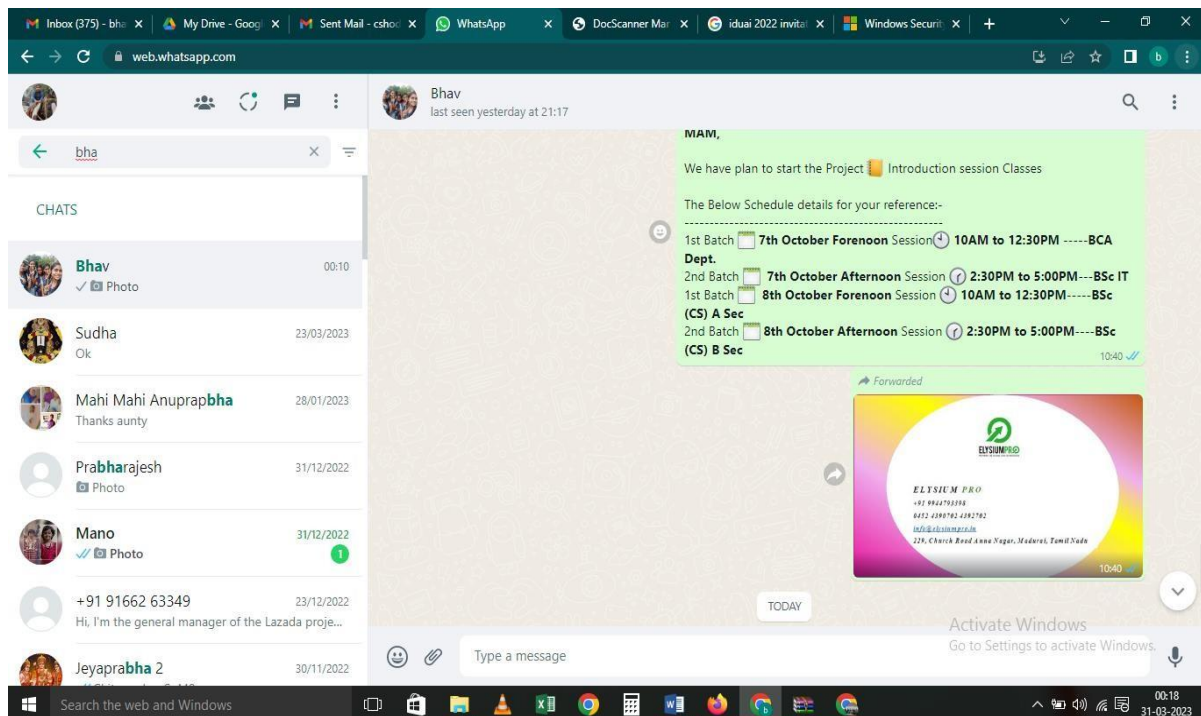 Inbox (375) - bha
My Drive - Googl
Sent Mail - cshod
WhatsApp
DocScanner Mar
iduai 2022 invitat
Windows Securit
web.whatsapp.com
b
Bhav
last seen yesterday at 21:17
bha
CHATS
Bhav 00:10
Photo
Sudha 23/03/2023
Ok
Mahi Mahi Anuprapbha 28/01/2023
Thanks aunty
Prabharajesh 31/12/2022
Photo
Mano 31/12/2022
Photo 1
+91 91662 63349 23/12/2022
Hi, I'm the general manager of the Lazada proje...
Jeyaprabha 2 30/11/2022
MAM,
We have plan to start the Project Introduction session Classes
The Below Schedule details for your reference:-
----------------------------------------------------
1st Batch 7th October Forenoon Session 10AM to 12:30PM -----BCA
Dept.
2nd Batch 7th October Afternoon Session 2:30PM to 5:00PM---BSc IT
1st Batch 8th October Forenoon Session 10AM to 12:30PM-----BSc
(CS) A Sec
2nd Batch 8th October Afternoon Session 2:30PM to 5:00PM----BSc
(CS) B Sec
10:40
Forwarded
ELYSIUMPRO
ELYSIUM PRO
+91 9944793398
0452 4390702 4392702
info@elysiumpro.in
229, Church Road Anna Nagar, Madurai, Tamil Nadu
10:40
TODAY
Activate Windows
Go to Settings to activate Windows.
Type a message
Search the web and Windows
00:18
31-03-2023